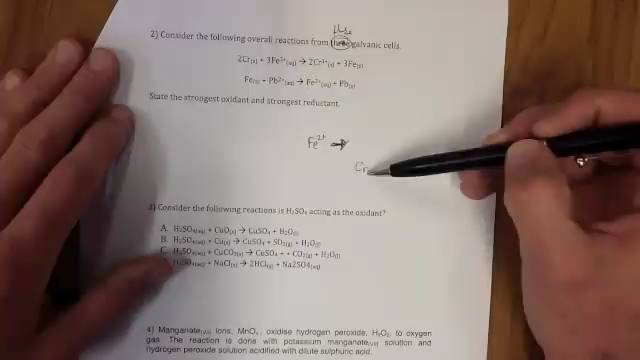 2) Consider the following overall reactions from three galvanic cells.
2Cr(s) + 3Fe²⁺(aq) → 2Cr³⁺(s) + 3Fe(s)
Fe(s) + Pb²⁺(aq) → Fe²⁺(aq) + Pb(s)
State the strongest oxidant and strongest reductant.
Fe²⁺ →
Cr
3) Consider the following reactions is H₂SO₄ acting as the oxidant?
A. H₂SO₄(aq) + CuO(s) → CuSO₄ + H₂O(l)
B. H₂SO₄(aq) + Cu(s) → CuSO₄ + SO₂(g) + H₂O(l)
C. H₂SO₄(aq) + CuCO₃(s) → CuSO₄ + + CO₂(g) + H₂O(l)
H₂SO₄(aq) + NaCl(s) → 2HCl(g) + Na2SO4(aq)
4) Manganate(VII) ions, MnO₄⁻, oxidise hydrogen peroxide, H₂O₂, to oxygen
gas. The reaction is done with potassium manganate(VII) solution and
hydrogen peroxide solution acidified with dilute sulphuric acid.